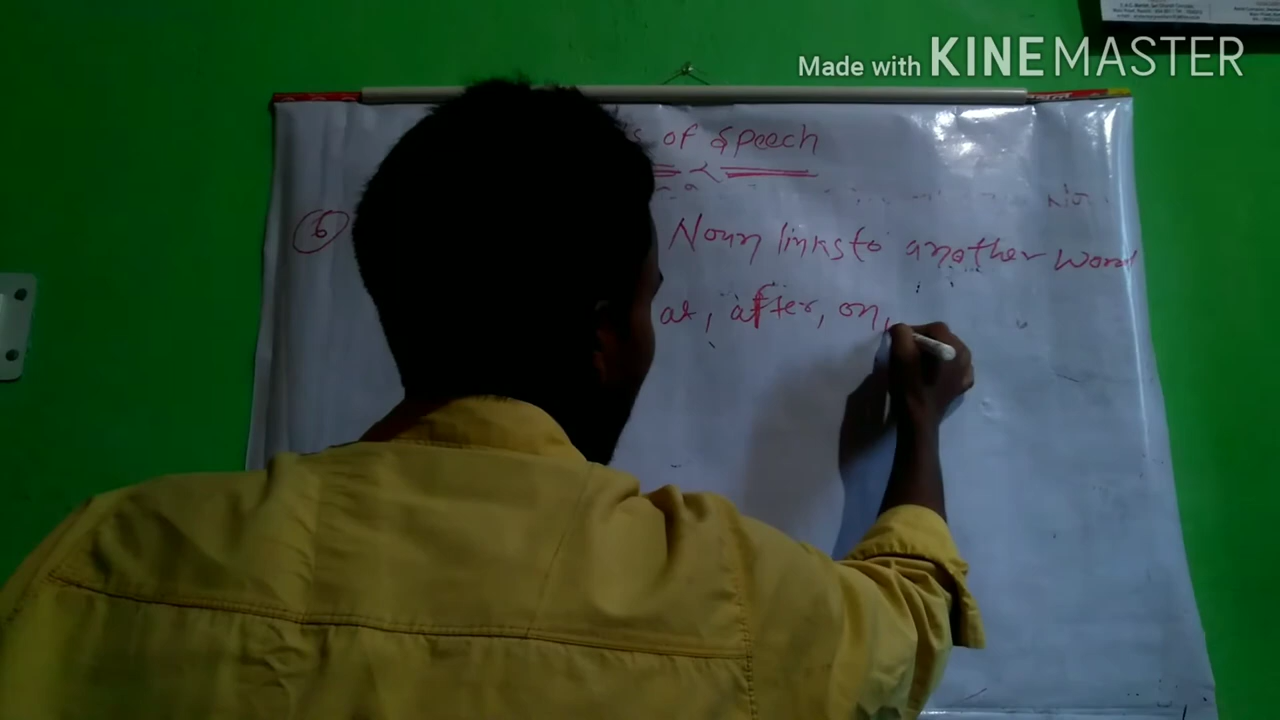 Made with KINEMASTER
of Speech
6 Noun links to another word
at, after, on,